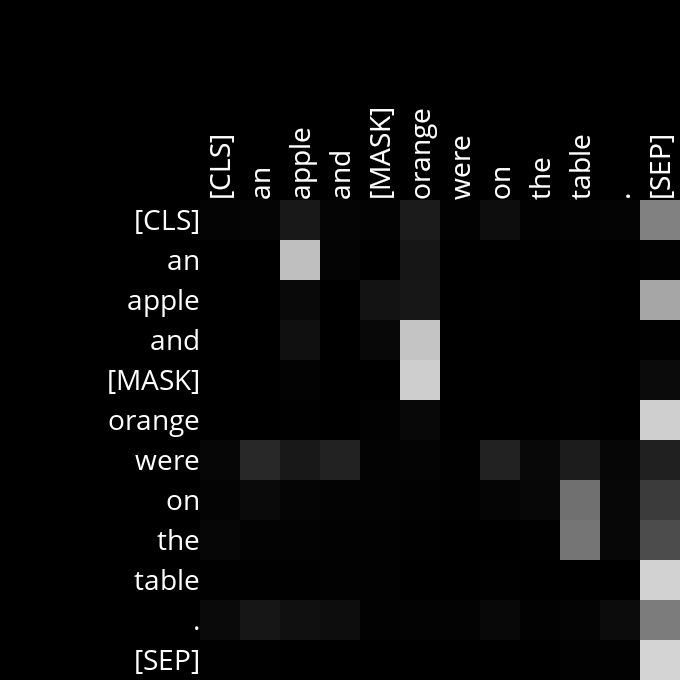 [CLS]
an
apple
and
[MASK]
orange
were
on
the
table
.
[SEP]
[CLS]
an
apple
and
[MASK]
orange
were
on
the
table
.
[SEP]